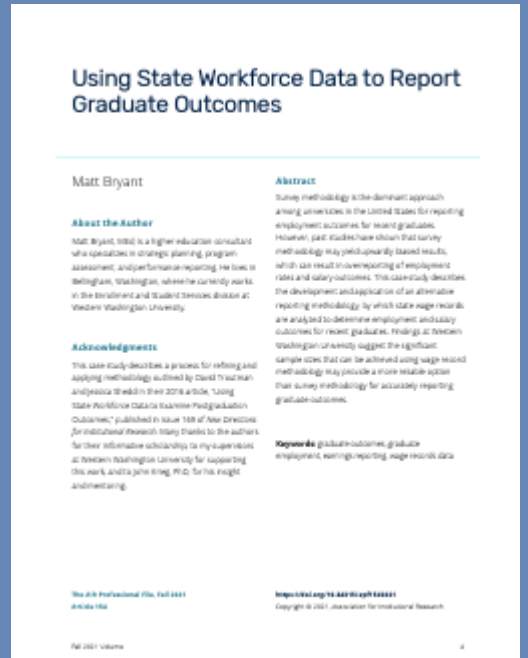 Using State Workforce Data to Report
Graduate Outcomes
Matt Bryant
About the Author
Matt Bryant, MEd, is a higher education consultant
who specializes in strategic planning, program
assessment, and performance reporting. He lives in
Bellingham, Washington, where he currently works
in the Enrollment and Student Services division at
Western Washington University.
Acknowledgments
This case study describes a process for refining and
applying methodology outlined by David Troutman
and Jessica Shedd in their 2016 article, "Using
State Workforce Data to Examine Postgraduation
Outcomes," published in issue 169 of New Directions
for Institutional Research. Many thanks to the authors
for their informative scholarship, to my supervisors
at Western Washington University for supporting
this work, and to John Krieg, PhD, for his insight
and mentoring.
Abstract
Survey methodology is the dominant approach
among universities in the United States for reporting
employment outcomes for recent graduates.
However, past studies have shown that survey
methodology may yield upwardly biased results,
which can result in overreporting of employment
rates and salary outcomes. This case study describes
the development and application of an alternative
reporting methodology, by which state wage records
are analyzed to determine employment and salary
outcomes for recent graduates. Findings at Western
Washington University suggest the significant
sample sizes that can be achieved using wage record
methodology may provide a more reliable option
than survey methodology for accurately reporting
graduate outcomes.
Keywords: graduate outcomes, graduate
employment, earnings reporting, wage records data
The AIR Professional File, Fall 2021
Article 154
Copyright © 2021, Association for Institutional Research
Fall 2021 Volume